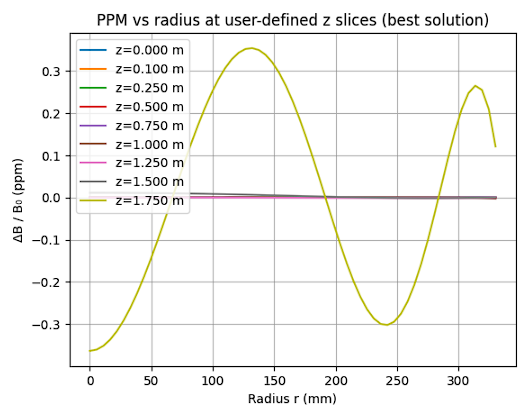 PPM vs radius at user-defined z slices (best solution)
z=0.000 m
z=0.100 m
z=0.250 m
z=0.500 m
z=0.750 m
z=1.000 m
z=1.250 m
z=1.500 m
z=1.750 m
0.3
0.2
0.1
0.0
−0.1
−0.2
−0.3
ΔB / B₀ (ppm)
0 50 100 150 200 250 300
Radius r (mm)